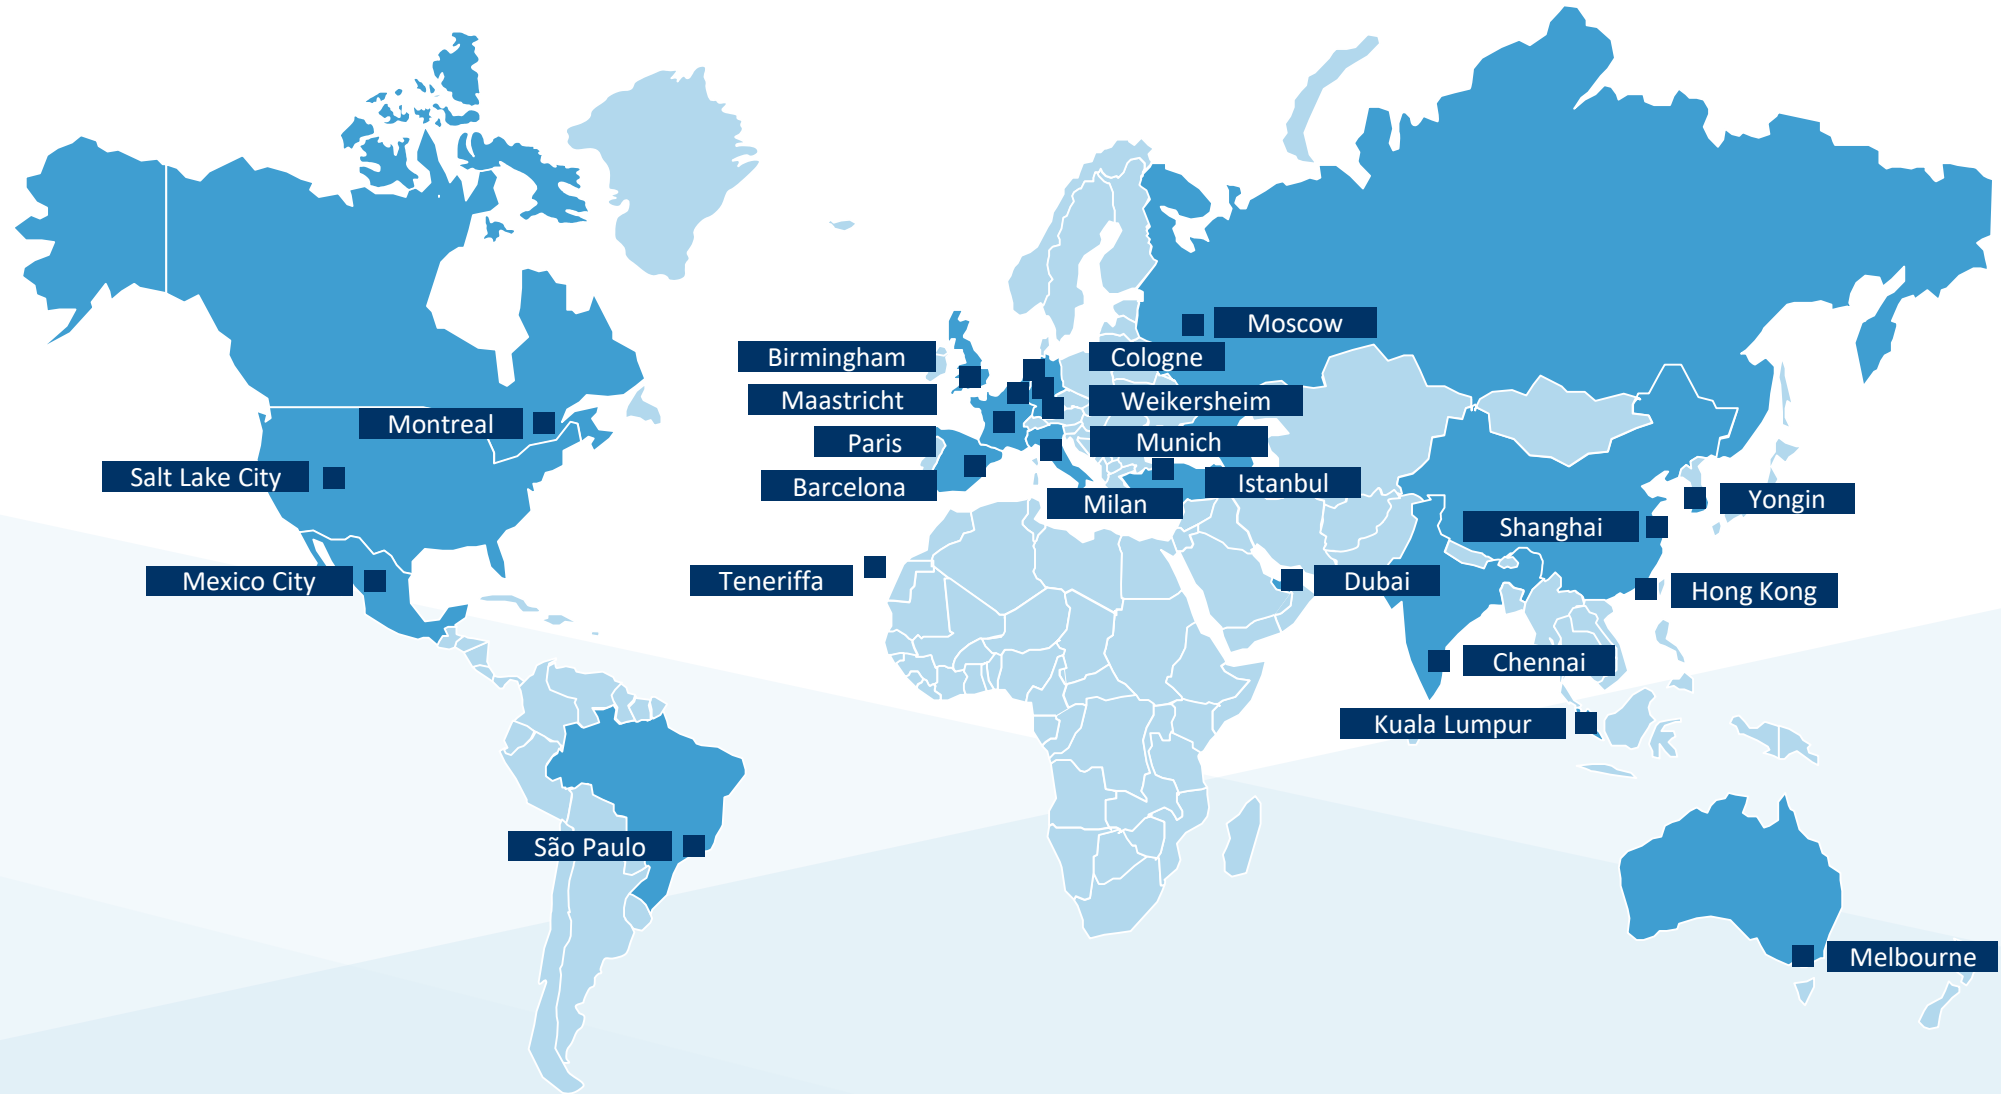 Moscow
Birmingham
Cologne
Maastricht
Weikersheim
Montreal
Paris
Munich
Salt Lake City
Barcelona
Istanbul
Milan
Yongin
Shanghai
Mexico City
Teneriffa
Dubai
Hong Kong
Chennai
Kuala Lumpur
São Paulo
Melbourne